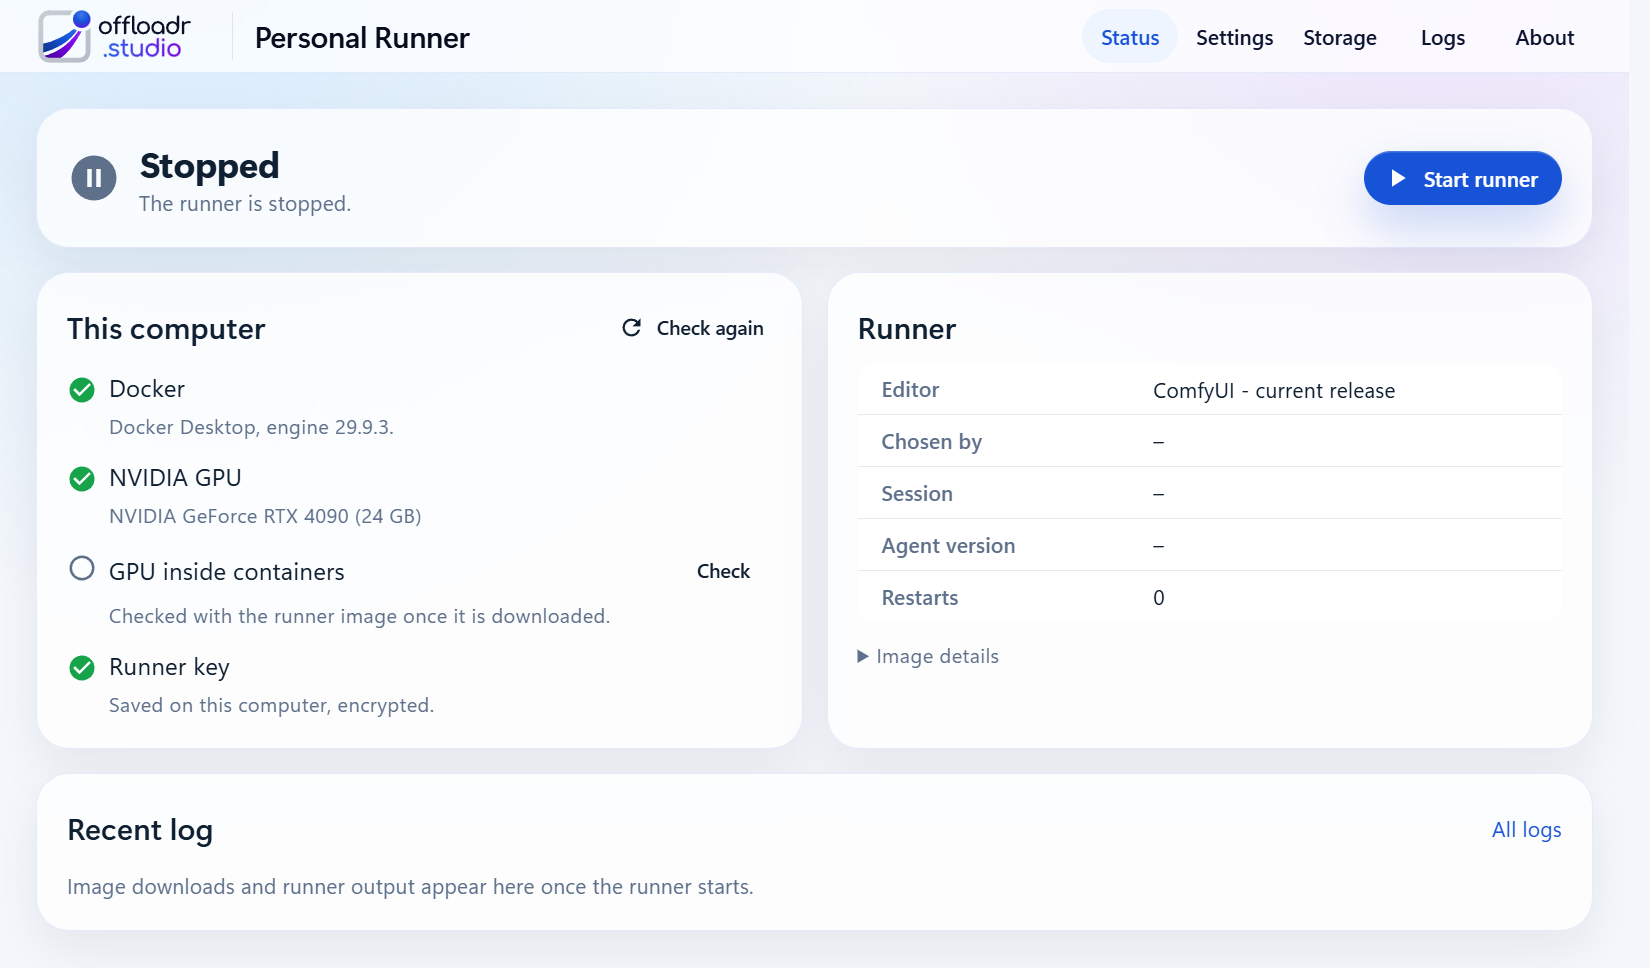 offloadr
.studio
Personal Runner
Status
Settings
Storage
Logs
About
Stopped
The runner is stopped.
Start runner
This computer
Check again
Docker
Docker Desktop, engine 29.9.3.
NVIDIA GPU
NVIDIA GeForce RTX 4090 (24 GB)
GPU inside containers
Check
Checked with the runner image once it is downloaded.
Runner key
Saved on this computer, encrypted.
Runner
Editor ComfyUI - current release
Chosen by –
Session –
Agent version –
Restarts 0
Image details
Recent log
All logs
Image downloads and runner output appear here once the runner starts.